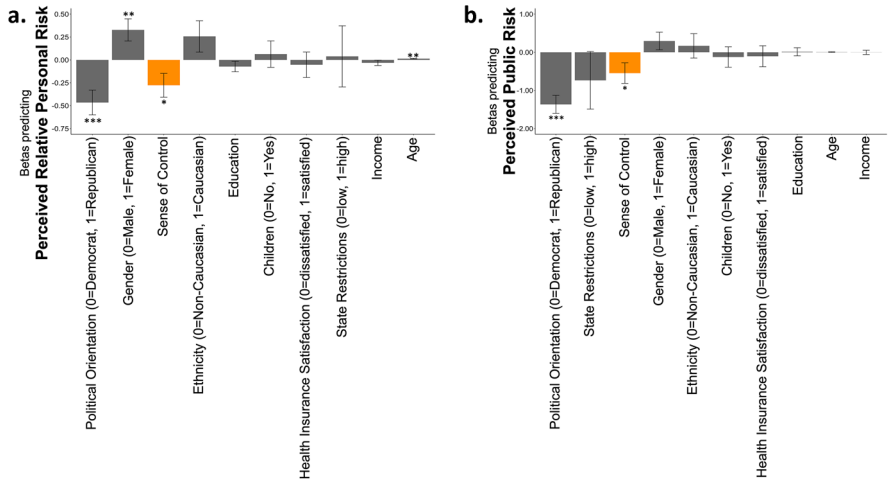 a.
Betas predicting
Perceived Relative Personal Risk
0.50
0.25
0.00
-0.25
-0.50
-0.75
***
**
*
**
Political Orientation (0=Democrat, 1=Republican)
Gender (0=Male, 1=Female)
Sense of Control
Ethnicity (0=Non-Caucasian, 1=Caucasian)
Education
Children (0=No, 1=Yes)
Health Insurance Satisfaction (0=dissatisfied, 1=satisfied)
State Restrictions (0=low, 1=high)
Income
Age
b.
Betas predicting
Perceived Public Risk
1.00
0.00
-1.00
-2.00
***
*
Political Orientation (0=Democrat, 1=Republican)
State Restrictions (0=low, 1=high)
Sense of Control
Gender (0=Male, 1=Female)
Ethnicity (0=Non-Caucasian, 1=Caucasian)
Children (0=No, 1=Yes)
Health Insurance Satisfaction (0=dissatisfied, 1=satisfied)
Education
Age
Income